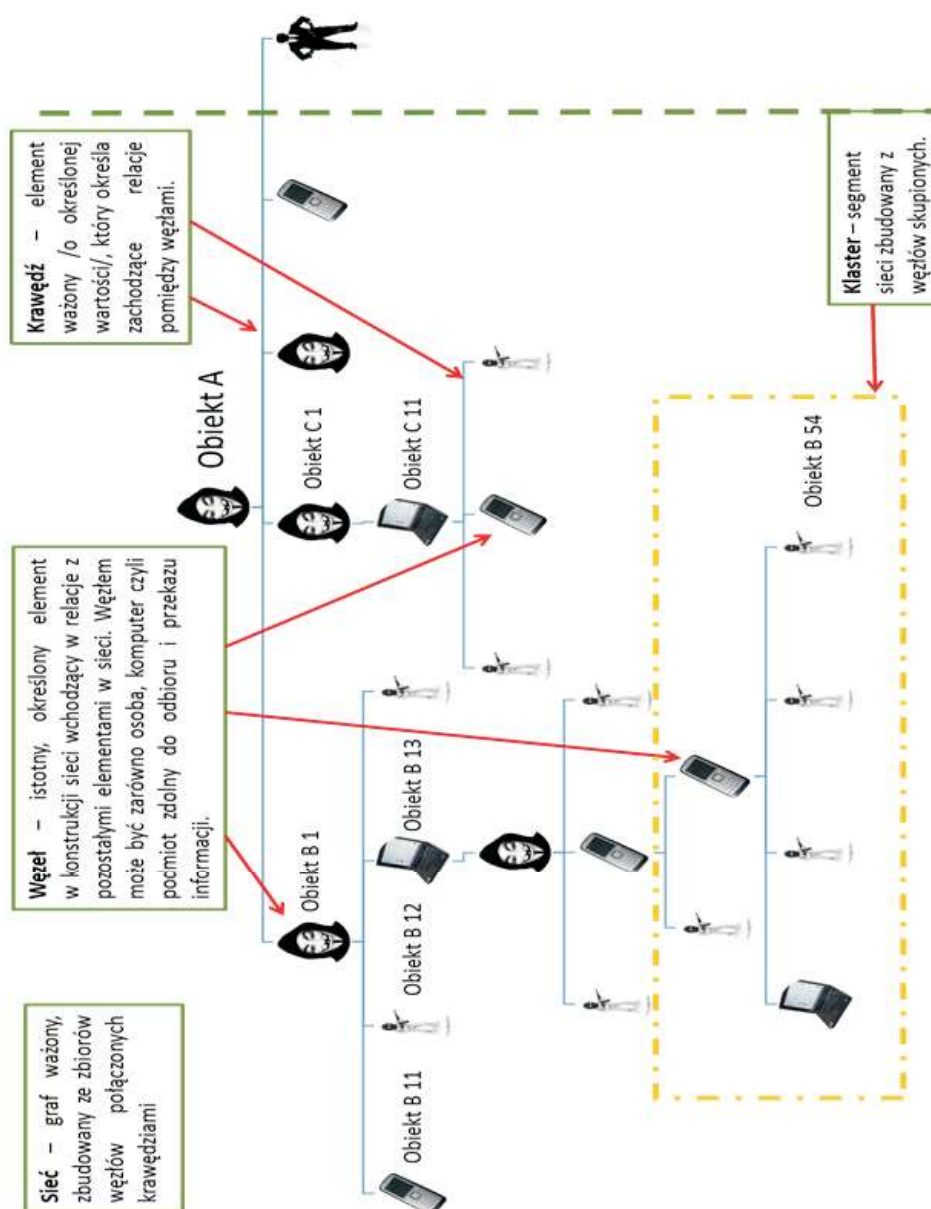 Sieć – graf ważony,
zbudowany ze zbiorów
węzłów połączonych
krawędziami
Węzeł – istotny, określony element
w konstrukcji sieci wchodzący w relacje z
pozostałymi elementami w sieci. Węzłem
może być zarówno osoba, komputer czyli
podmiot zdolny do odbioru i przekazu
informacji.
Krawędź – element
ważony /o określonej
wartości/, który określa
zachodzące relacje
pomiędzy węzłami.
Obiekt A
Obiekt B 1
Obiekt C 1
Obiekt B 11
Obiekt B 12
Obiekt B 13
Obiekt C 11
Obiekt B 54
Klaster – segment
sieci zbudowany z
węzłów skupionych.